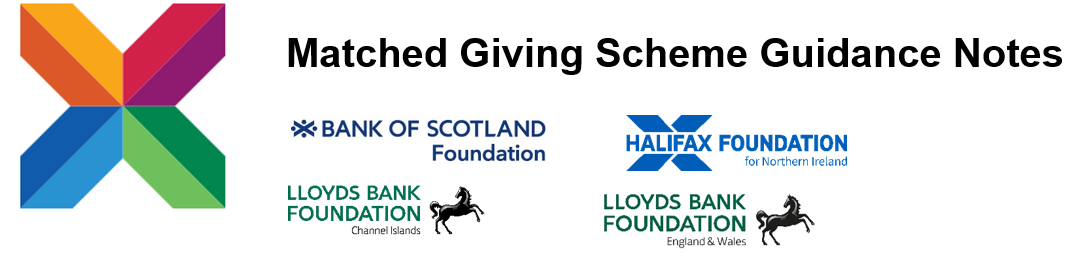 Matched Giving Scheme Guidance Notes
BANK OF SCOTLAND
Foundation
HALIFAX FOUNDATION
for Northern Ireland
LLOYDS BANK
FOUNDATION
Channel Islands
LLOYDS BANK
FOUNDATION
England & Wales